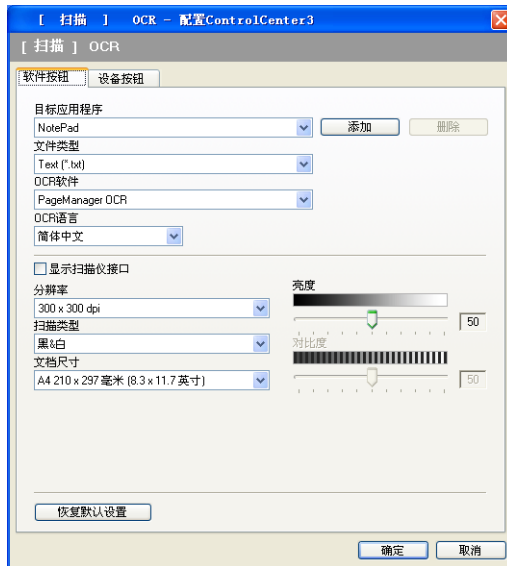 [ 扫描 ] OCR - 配置ControlCenter3
[ 扫描 ] OCR
软件按钮 设备按钮
目标应用程序
NotePad 添加 删除
文件类型
Text (*.txt)
OCR软件
PageManager OCR
OCR语言
简体中文
显示扫描仪接口
分辨率 亮度
300 x 300 dpi 50
扫描类型 对比度
黑&白
文档尺寸
A4 210 x 297 毫米 (8.3 x 11.7 英寸) 50
恢复默认设置
确定 取消